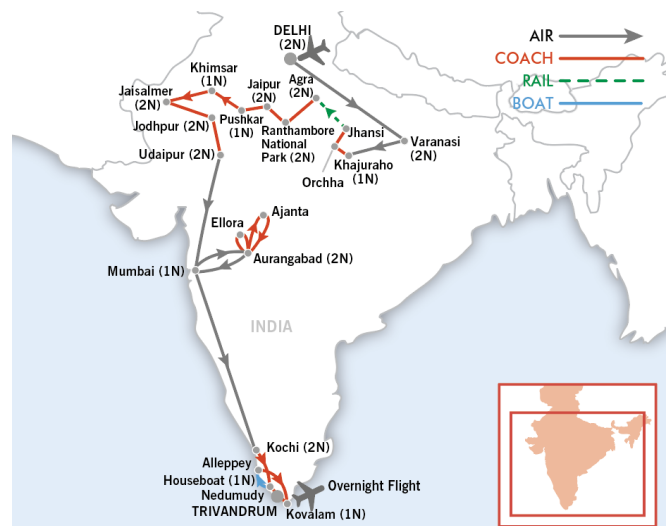 DELHI
(2N)
AIR
COACH
RAIL
BOAT
Khimsar
(1N)
Jaisalmer
(2N)
Jaipur
(2N)
Agra
(2N)
Jodhpur (2N)
Pushkar
(1N)
Ranthambore
National
Park (2N)
Jhansi
Varanasi
(2N)
Udaipur (2N)
Khajuraho
(1N)
Orchha
Ajanta
Ellora
Aurangabad (2N)
Mumbai (1N)
INDIA
Kochi (2N)
Alleppey
Houseboat (1N)
Nedumudy
TRIVANDRUM
Overnight Flight
Kovalam (1N)